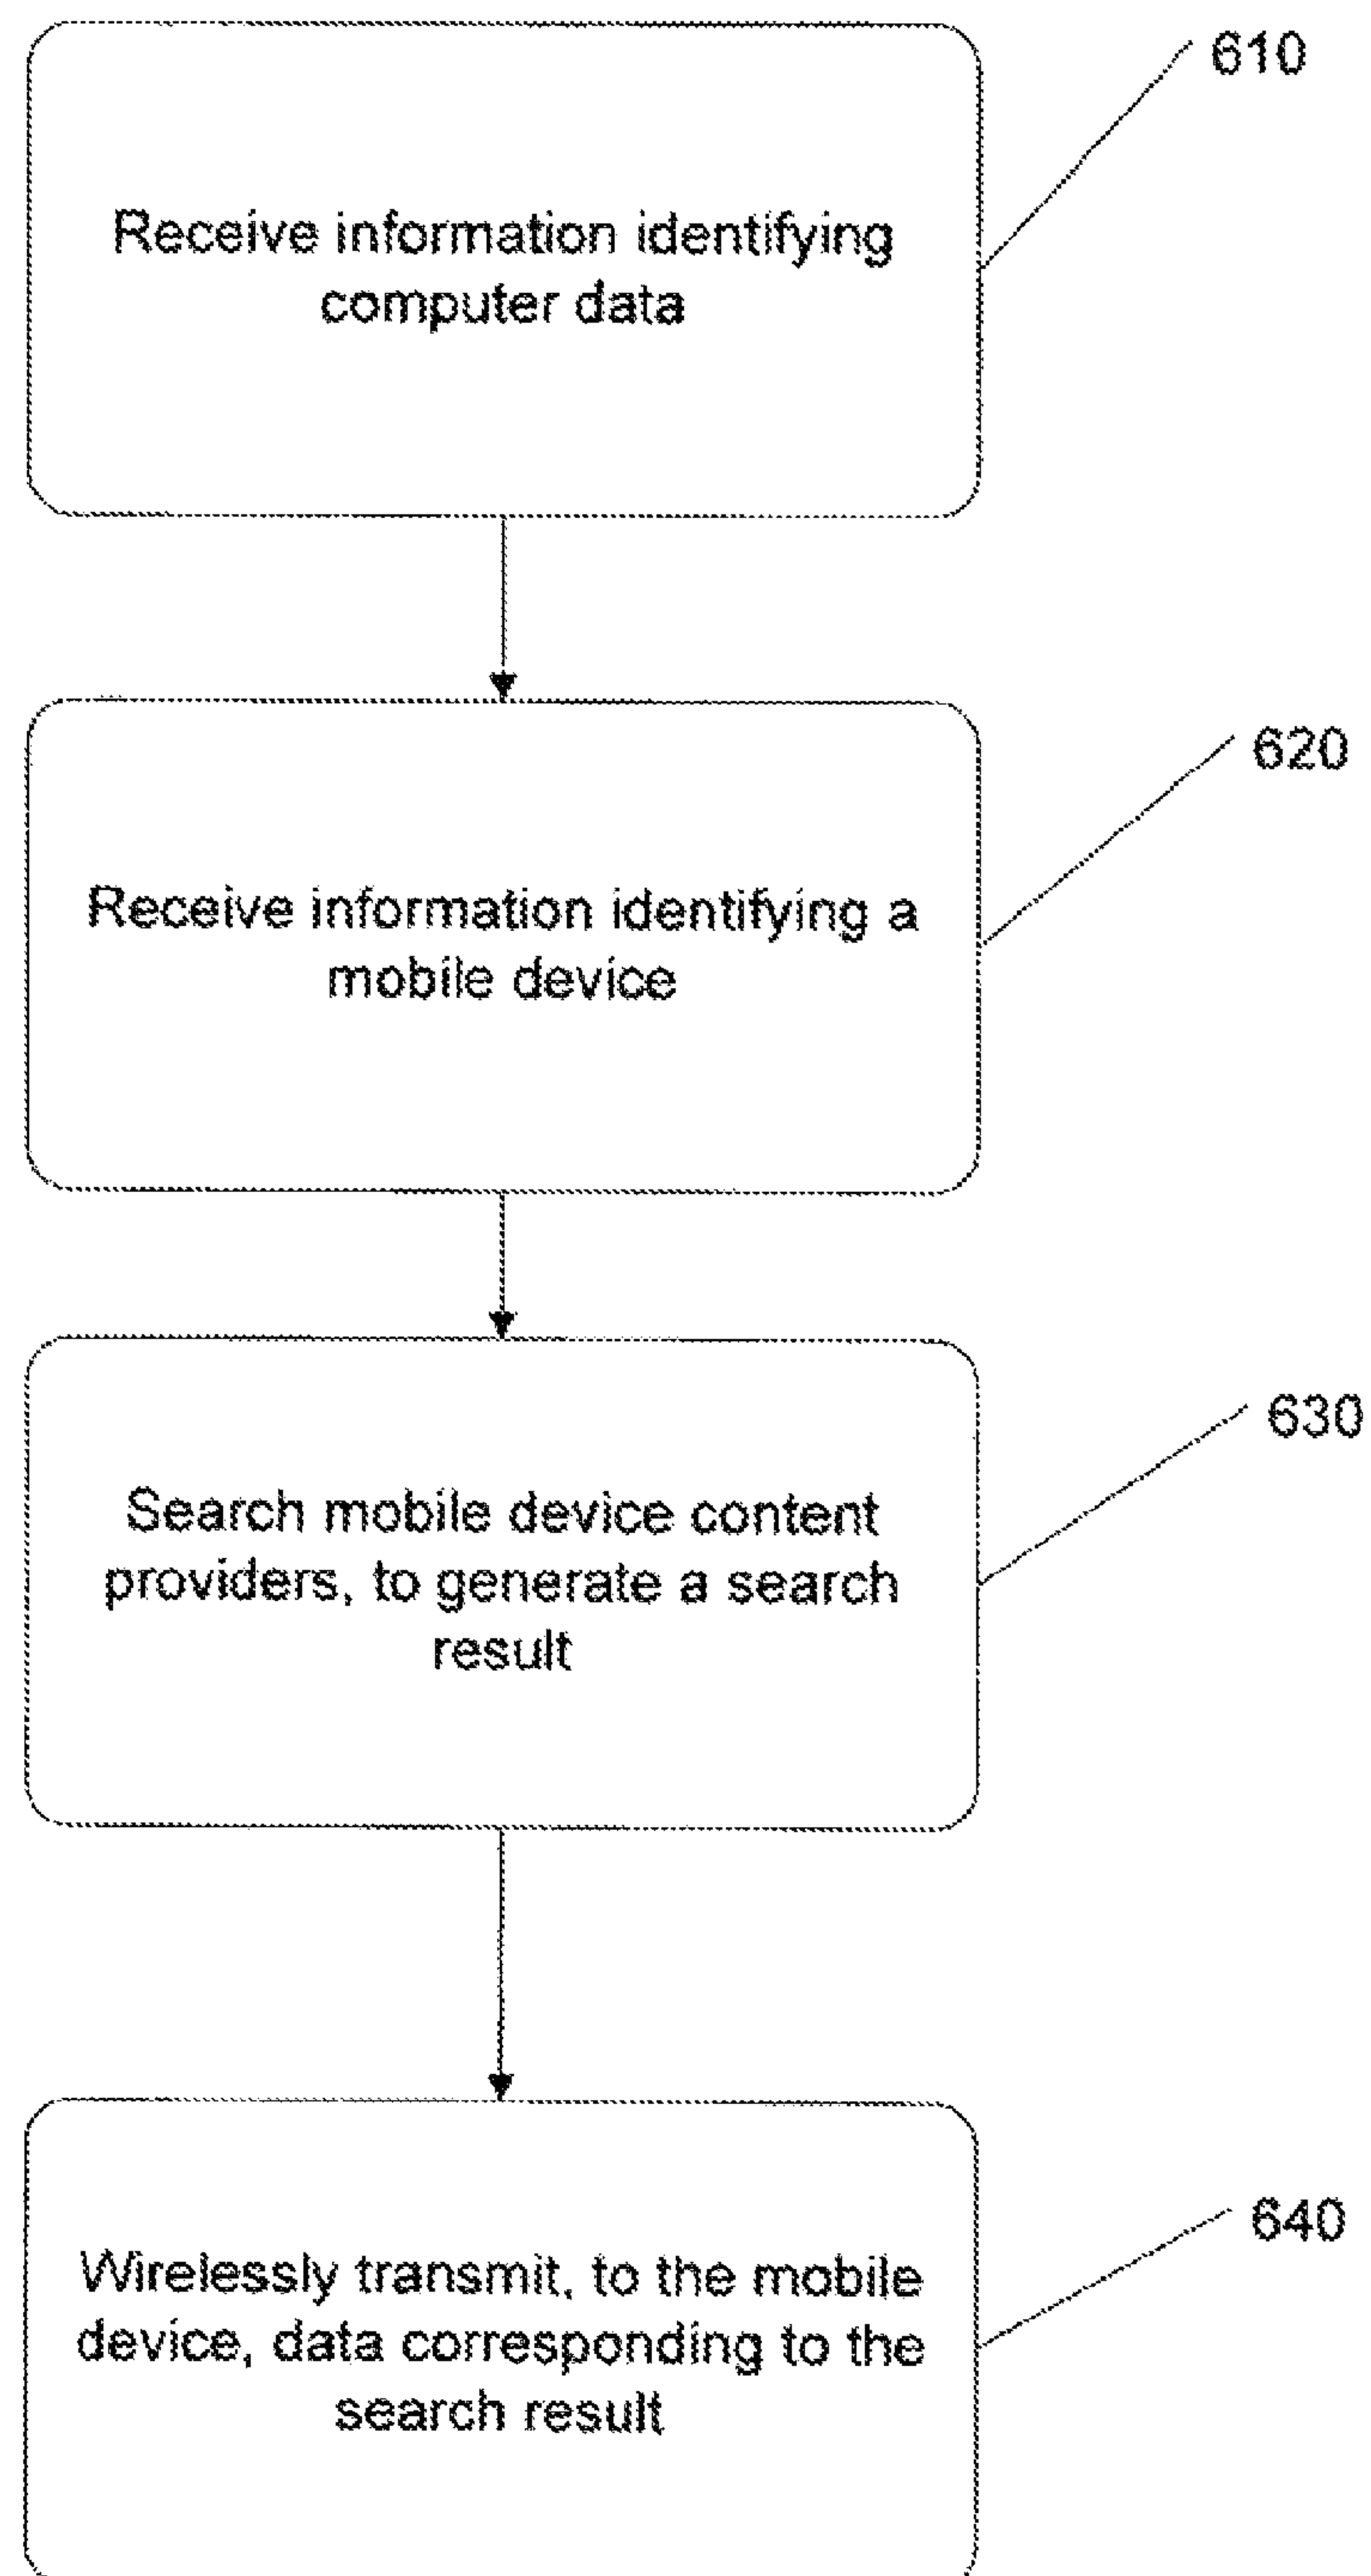 610
Receive information identifying
computer data
620
Receive information identifying a
mobile device
630
Search mobile device content
providers, to generate a search
result
640
Wirelessly transmit, to the mobile
device, data corresponding to the
search result